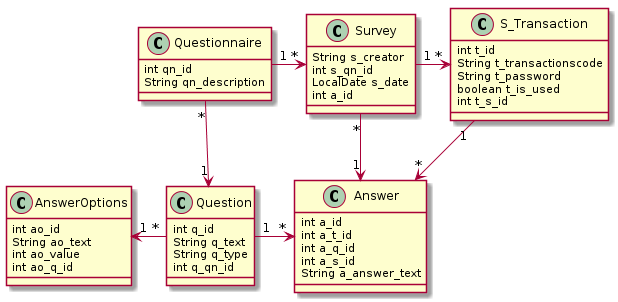 C Questionnaire
int qn_id
String qn_description
1 *
C Survey
String s_creator
int s_qn_id
LocalDate s_date
int a_id
1 *
C S_Transaction
int t_id
String t_transactionscode
String t_password
boolean t_is_used
int t_s_id
*
1
*
1
1
*
C AnswerOptions
int ao_id
String ao_text
int ao_value
int ao_q_id
1 *
C Question
int q_id
String q_text
String q_type
int q_qn_id
1 *
C Answer
int a_id
int a_t_id
int a_q_id
int a_s_id
String a_answer_text